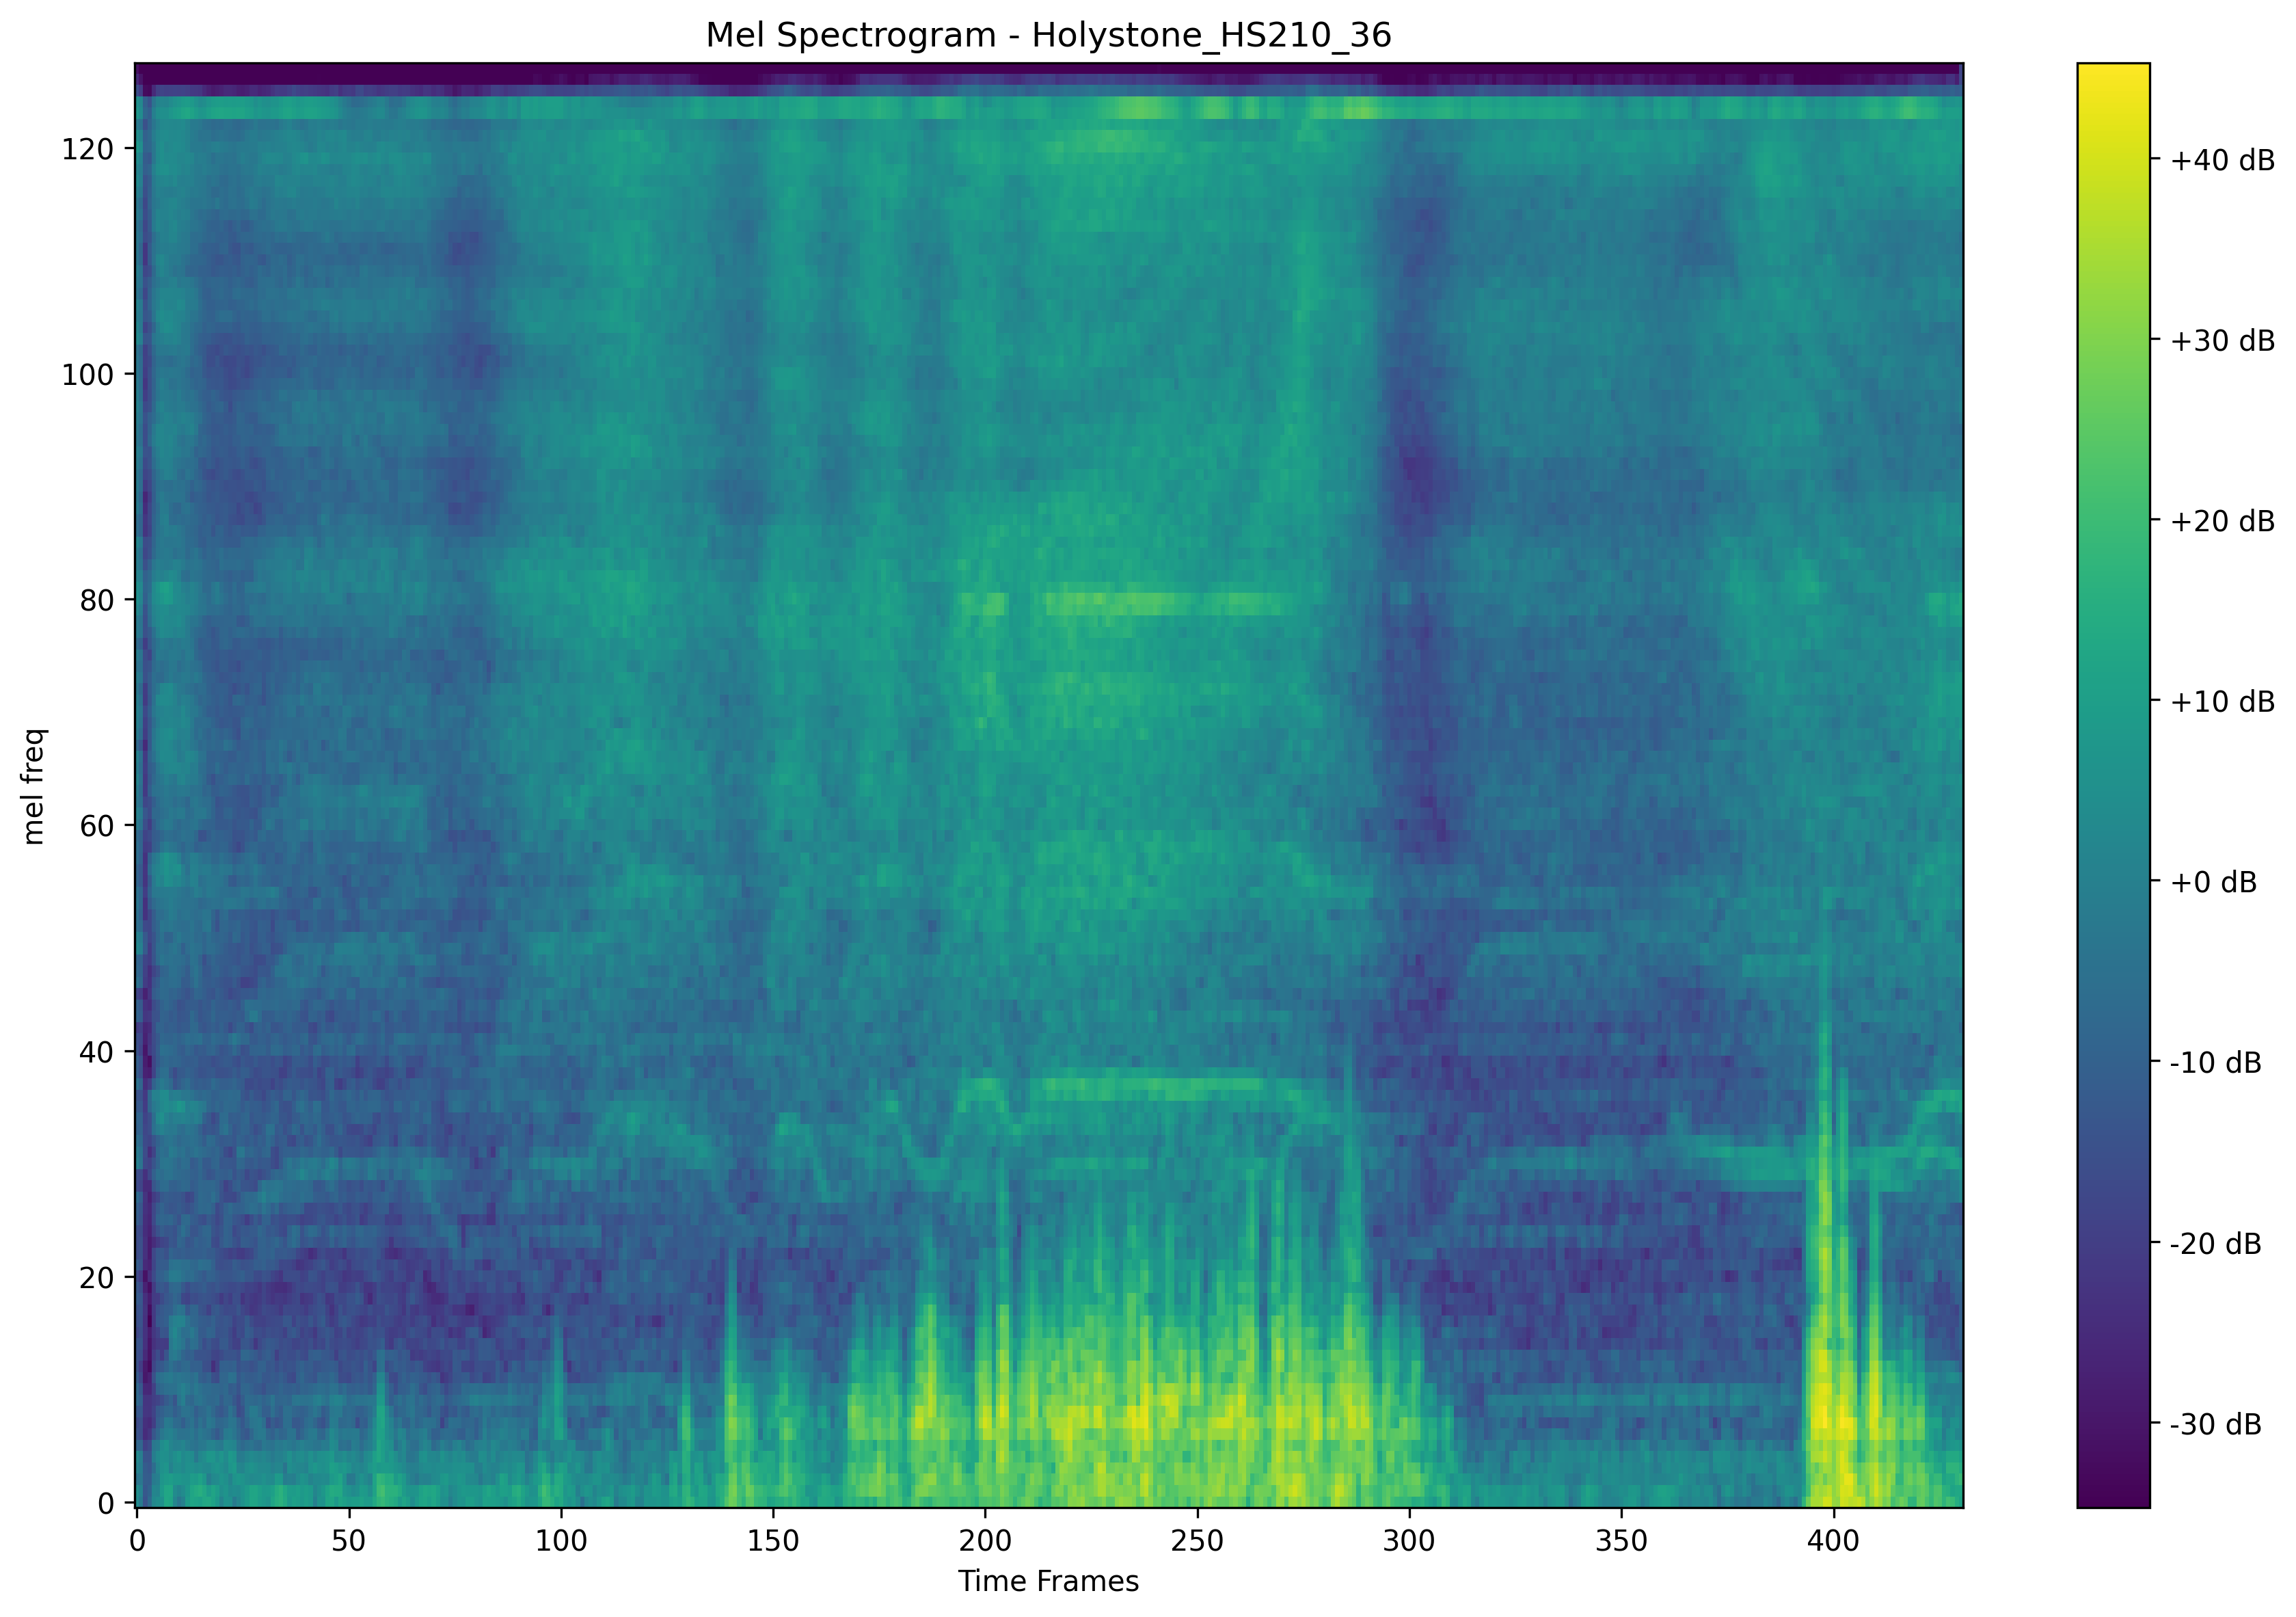 Mel Spectrogram - Holystone_HS210_36
mel freq
120
100
80
60
40
20
0
0 50 100 150 200 250 300 350 400
Time Frames
+40 dB
+30 dB
+20 dB
+10 dB
+0 dB
-10 dB
-20 dB
-30 dB